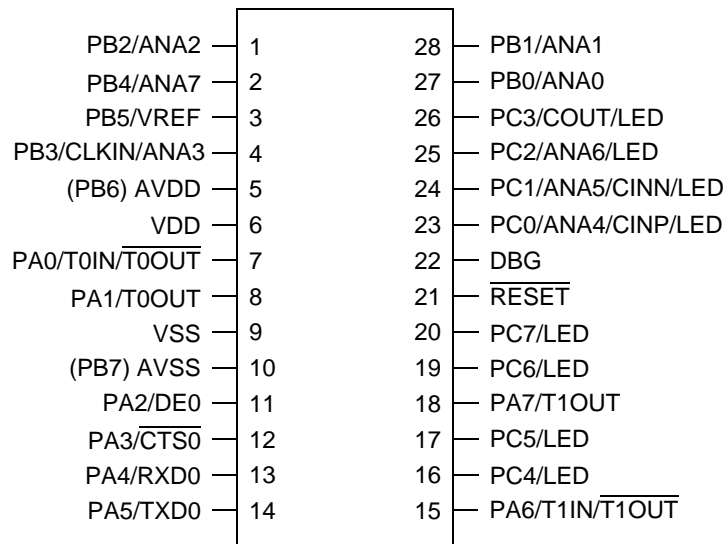 PB2/ANA2 1 28 PB1/ANA1
PB4/ANA7 2 27 PB0/ANA0
PB5/VREF 3 26 PC3/COUT/LED
PB3/CLKIN/ANA3 4 25 PC2/ANA6/LED
(PB6) AVDD 5 24 PC1/ANA5/CINN/LED
VDD 6 23 PC0/ANA4/CINP/LED
PA0/T0IN/T̅0̅O̅U̅T̅ 7 22 DBG
PA1/T0OUT 8 21 R̅E̅S̅E̅T̅
VSS 9 20 PC7/LED
(PB7) AVSS 10 19 PC6/LED
PA2/DE0 11 18 PA7/T1OUT
PA3/C̅T̅S̅0̅ 12 17 PC5/LED
PA4/RXD0 13 16 PC4/LED
PA5/TXD0 14 15 PA6/T1IN/T̅1̅O̅U̅T̅